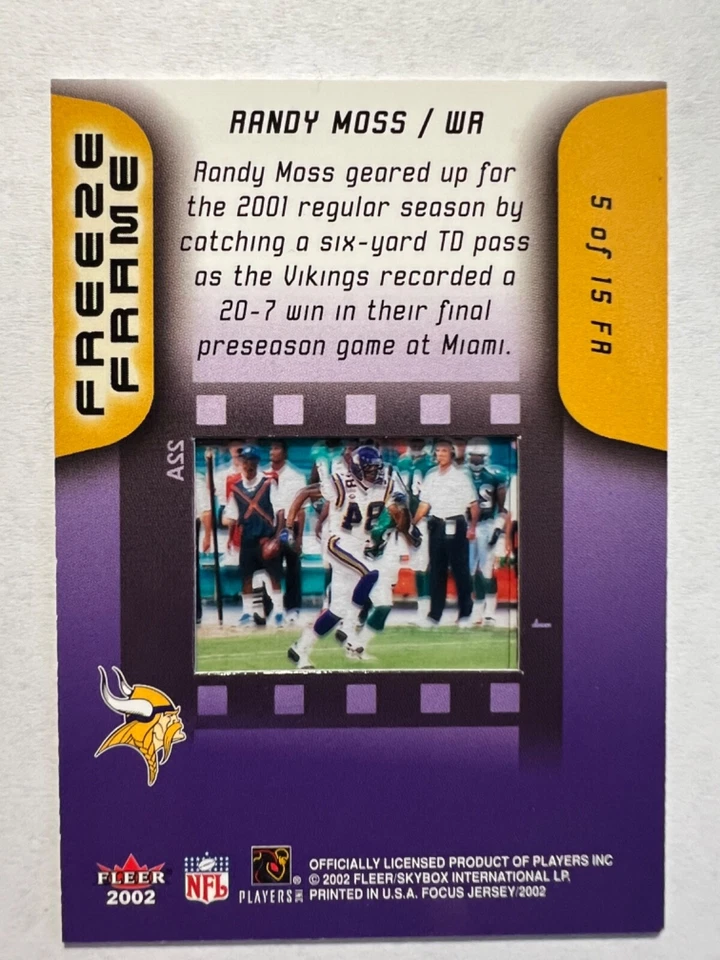 RANDY MOSS / WR
FREEZE
FRAME
Randy Moss geared up for
the 2001 regular season by
catching a six-yard TD pass
as the Vikings recorded a
20-7 win in their final
preseason game at Miami.
5 of 15 FR
22A
84
FLEER
2002
NFL
PLAYERS INC
®
OFFICIALLY LICENSED PRODUCT OF PLAYERS INC
© 2002 FLEER/SKYBOX INTERNATIONAL LP.
PRINTED IN U.S.A. FOCUS JERSEY/2002